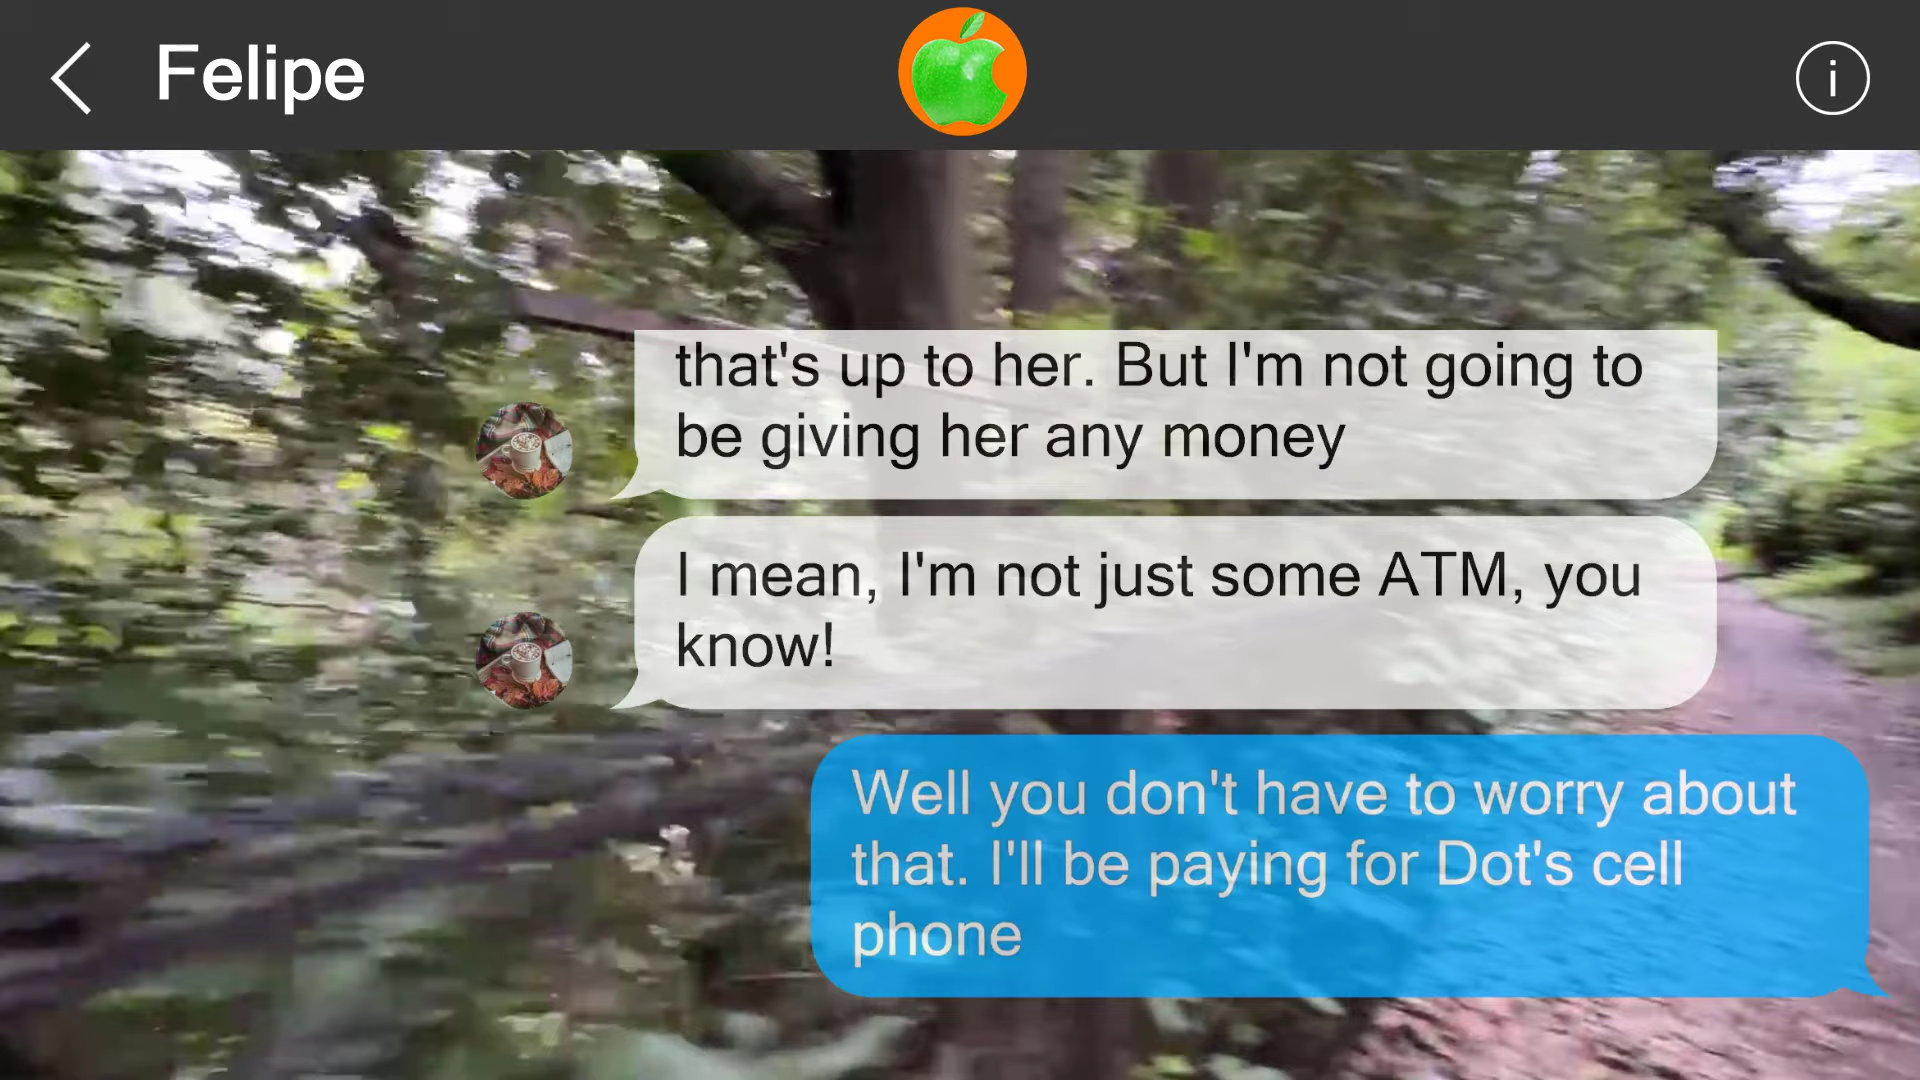 Felipe
that's up to her. But I'm not going to
be giving her any money
I mean, I'm not just some ATM, you
know!
Well you don't have to worry about
that. I'll be paying for Dot's cell
phone